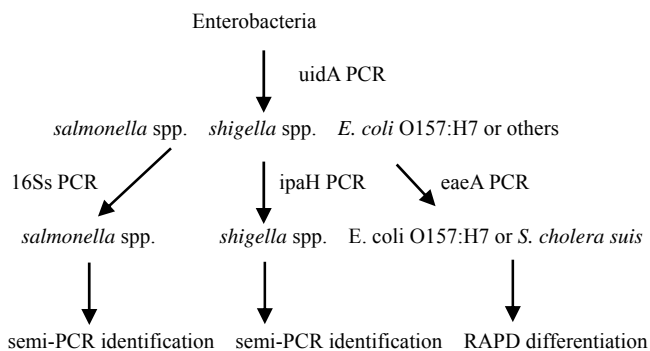 Enterobacteria
uidA PCR
salmonella spp. shigella spp. E. coli O157:H7 or others
16Ss PCR ipaH PCR eaeA PCR
salmonella spp. shigella spp. E. coli O157:H7 or S. cholera suis
semi-PCR identification semi-PCR identification RAPD differentiation